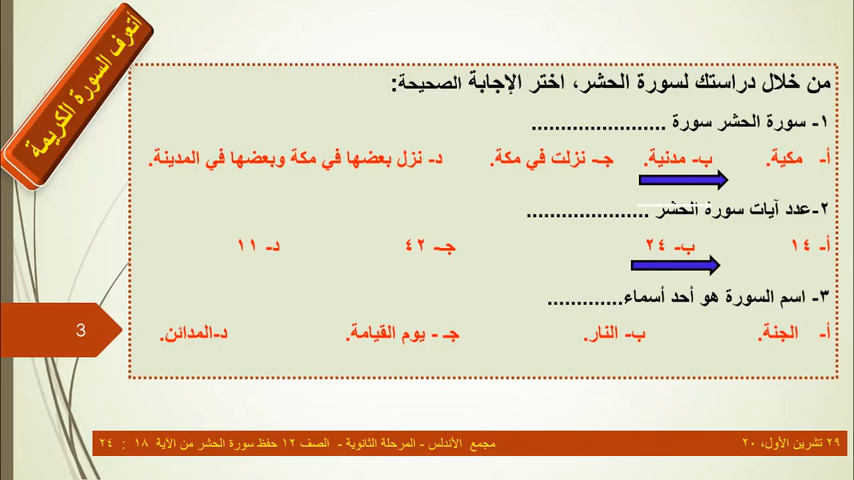 أتعرف السورة الكريمة
من خلال دراستك لسورة الحشر، اختر الإجابة الصحيحة:
١- سورة الحشر سورة .......................
أ- مكية. ب- مدنية. جـ- نزلت في مكة. د- نزل بعضها في مكة وبعضها في المدينة.
٢-عدد آيات سورة الحشر .....................
أ- ١٤ ب- ٢٤ جـ- ٤٢ د- ١١
٣- اسم السورة هو أحد أسماء.............
أ- الجنة. ب- النار. جـ - يوم القيامة. د-المدائن.
3
٢٩ تشرين الأول، ٢٠ مجمع الأندلس - المرحلة الثانوية - الصف ١٢ حفظ سورة الحشر من الآية ١٨ : ٢٤